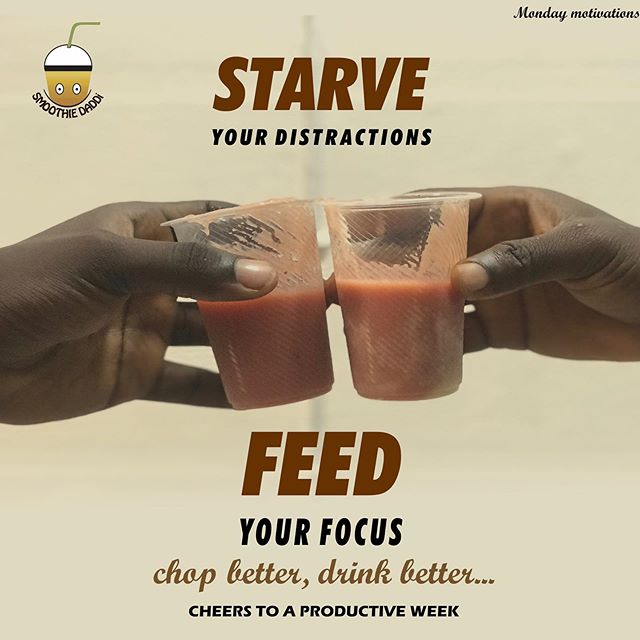 Monday motivations
SMOOTHIE DADDI
STARVE
YOUR DISTRACTIONS
FEED
YOUR FOCUS
chop better, drink better...
CHEERS TO A PRODUCTIVE WEEK